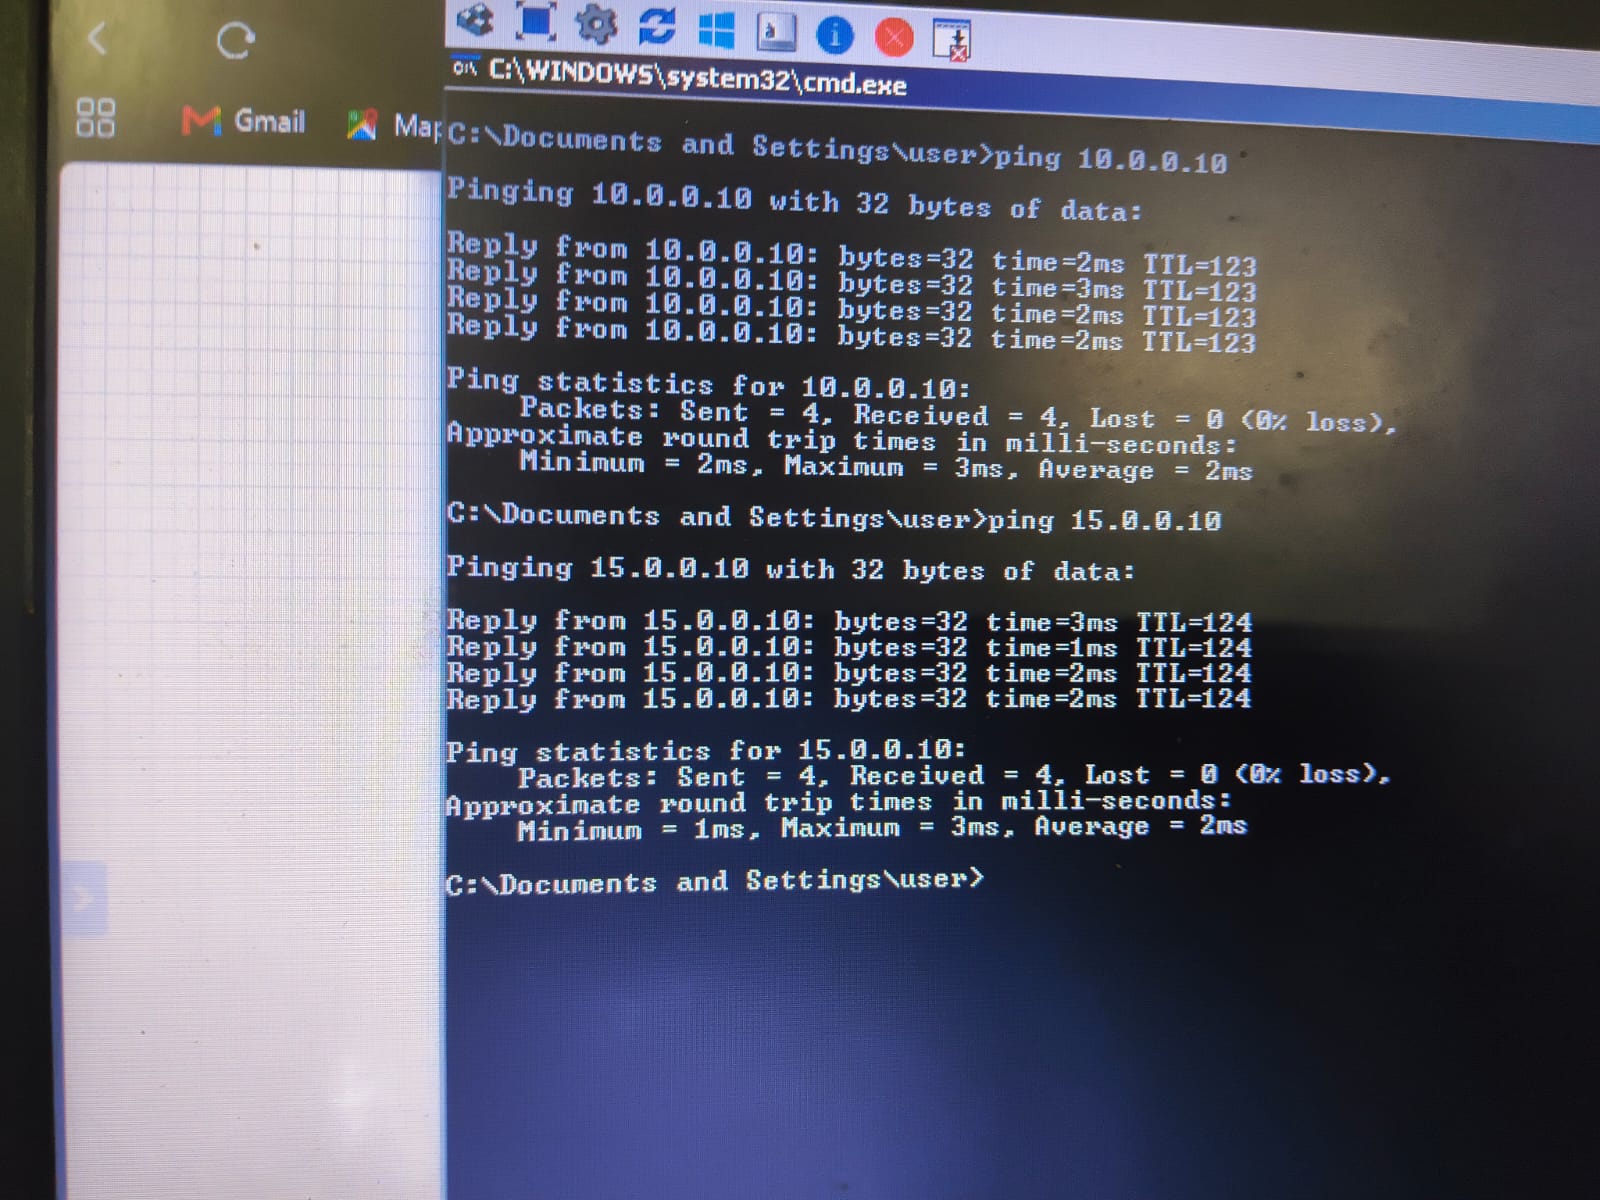 Gmail
C:\WINDOWS\system32\cmd.exe
C:\Documents and Settings\user>ping 10.0.0.10
Pinging 10.0.0.10 with 32 bytes of data:
Reply from 10.0.0.10: bytes=32 time=2ms TTL=123
Reply from 10.0.0.10: bytes=32 time=3ms TTL=123
Reply from 10.0.0.10: bytes=32 time=2ms TTL=123
Reply from 10.0.0.10: bytes=32 time=2ms TTL=123
Ping statistics for 10.0.0.10:
Packets: Sent = 4, Received = 4, Lost = 0 (0% loss),
Approximate round trip times in milli-seconds:
Minimum = 2ms, Maximum = 3ms, Average = 2ms
C:\Documents and Settings\user>ping 15.0.0.10
Pinging 15.0.0.10 with 32 bytes of data:
Reply from 15.0.0.10: bytes=32 time=3ms TTL=124
Reply from 15.0.0.10: bytes=32 time=1ms TTL=124
Reply from 15.0.0.10: bytes=32 time=2ms TTL=124
Reply from 15.0.0.10: bytes=32 time=2ms TTL=124
Ping statistics for 15.0.0.10:
Packets: Sent = 4, Received = 4, Lost = 0 (0% loss),
Approximate round trip times in milli-seconds:
Minimum = 1ms, Maximum = 3ms, Average = 2ms
C:\Documents and Settings\user>